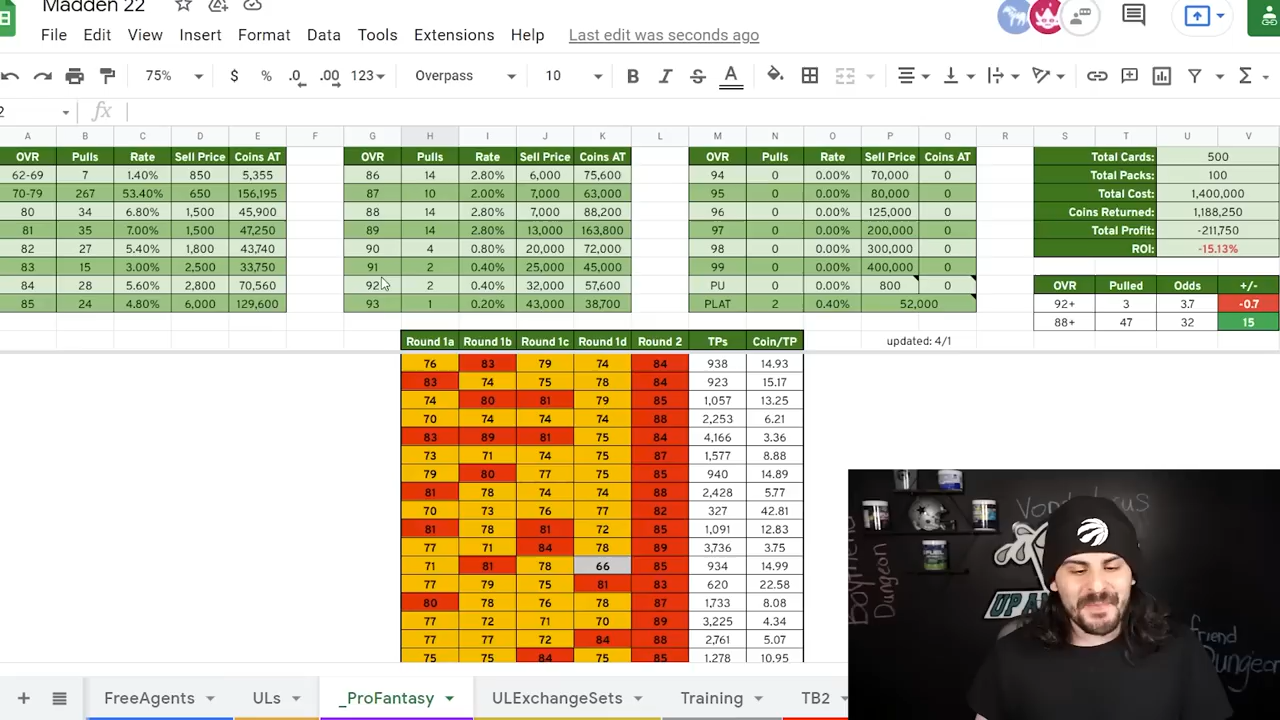 Madden 22
File Edit View Insert Format Data Tools Extensions Help Last edit was seconds ago
75% $ % .0 .00 123 Overpass 10 B I S A
2 fx
A B C D E F G H I J K L M N O P Q R S T U V
OVR Pulls Rate Sell Price Coins AT OVR Pulls Rate Sell Price Coins AT OVR Pulls Rate Sell Price Coins AT Total Cards: 500
62-69 7 1.40% 850 5,355 86 14 2.80% 6,000 75,600 94 0 0.00% 70,000 0 Total Packs: 100
70-79 267 53.40% 650 156,195 87 10 2.00% 7,000 63,000 95 0 0.00% 80,000 0 Total Cost: 1,400,000
80 34 6.80% 1,500 45,900 88 14 2.80% 7,000 88,200 96 0 0.00% 125,000 0 Coins Returned: 1,188,250
81 35 7.00% 1,500 47,250 89 14 2.80% 13,000 163,800 97 0 0.00% 200,000 0 Total Profit: -211,750
82 27 5.40% 1,800 43,740 90 4 0.80% 20,000 72,000 98 0 0.00% 300,000 0 ROI: -15.13%
83 15 3.00% 2,500 33,750 91 2 0.40% 25,000 45,000 99 0 0.00% 400,000 0
84 28 5.60% 2,800 70,560 92 2 0.40% 32,000 57,600 PU 0 0.00% 800 0 OVR Pulled Odds +/-
85 24 4.80% 6,000 129,600 93 1 0.20% 43,000 38,700 PLAT 2 0.40% 52,000 92+ 3 3.7 -0.7
88+ 47 32 15
Round 1a Round 1b Round 1c Round 1d Round 2 TPs Coin/TP updated: 4/1
76 83 79 74 84 938 14.93
83 74 75 78 84 923 15.17
74 80 81 79 85 1,057 13.25
70 74 74 74 88 2,253 6.21
83 89 81 75 84 4,166 3.36
73 71 74 75 87 1,577 8.88
79 80 77 75 85 940 14.89
81 78 74 74 88 2,428 5.77
70 73 76 77 82 327 42.81
81 78 81 72 85 1,091 12.83
77 71 84 78 89 3,736 3.75
71 81 78 66 85 934 14.99
77 79 75 81 83 620 22.58
80 78 76 78 87 1,733 8.08
77 72 71 70 89 3,225 4.34
77 77 72 84 88 2,761 5.07
75 75 84 75 85 1,278 10.95
Boyfriend Dungeon
UP A
friend
Dungeon
+ FreeAgents ULs _ProFantasy ULExchangeSets Training TB2